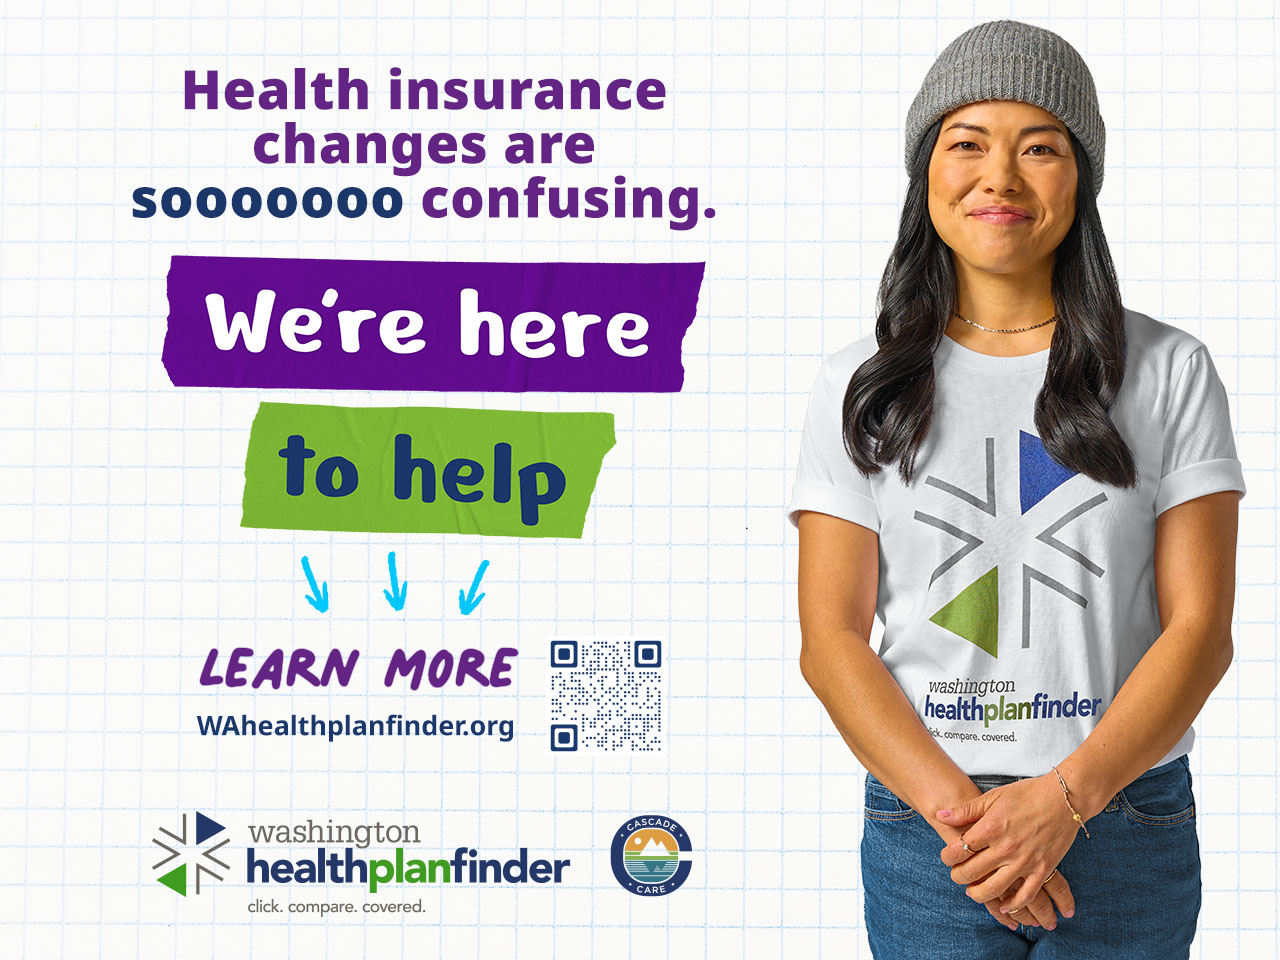 Health insurance
changes are
sooooooo confusing.
We're here
to help
LEARN MORE
WAhealthplanfinder.org
washington
healthplanfinder
click. compare. covered.
CASCADE
CARE
washington
healthplanfinder
click. compare. covered.